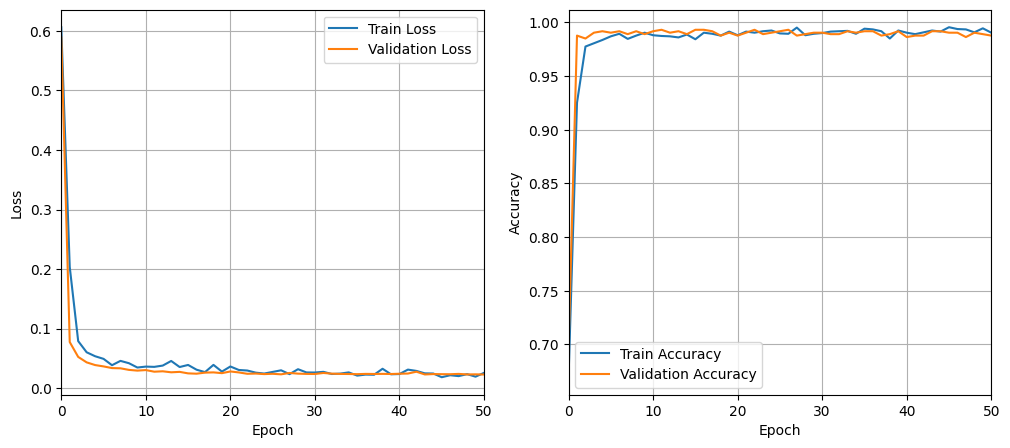 0.6
0.5
0.4
0.3
0.2
0.1
0.0
Loss
0 10 20 30 40 50
Epoch
Train Loss
Validation Loss
1.00
0.95
0.90
0.85
0.80
0.75
0.70
Accuracy
0 10 20 30 40 50
Epoch
Train Accuracy
Validation Accuracy